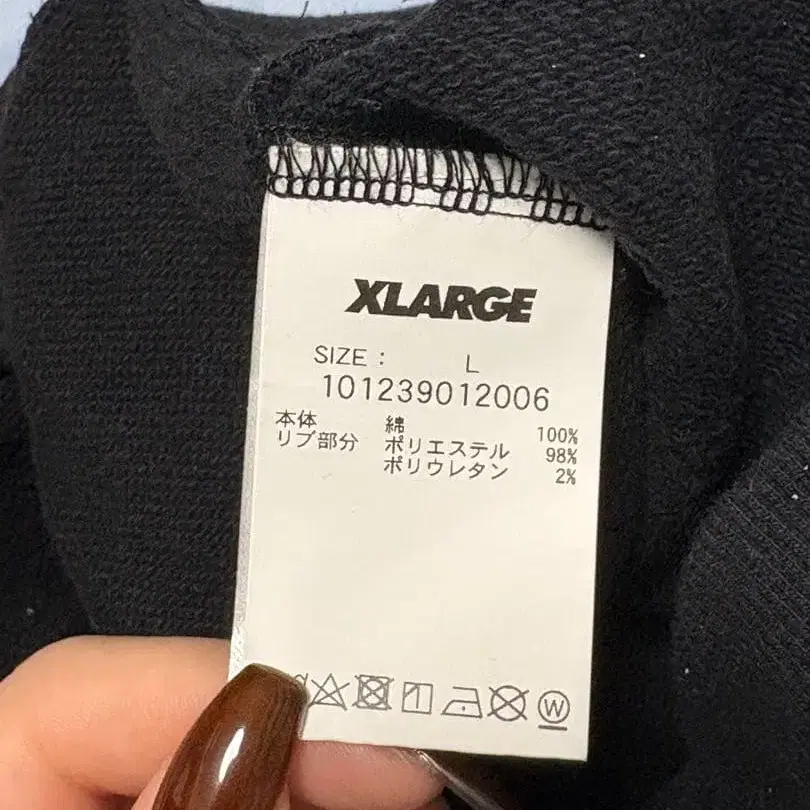 XLARGE
SIZE : L
101239012006
本体 綿 100%
リブ部分 ポリエステル 98%
ポリウレタン 2%
W